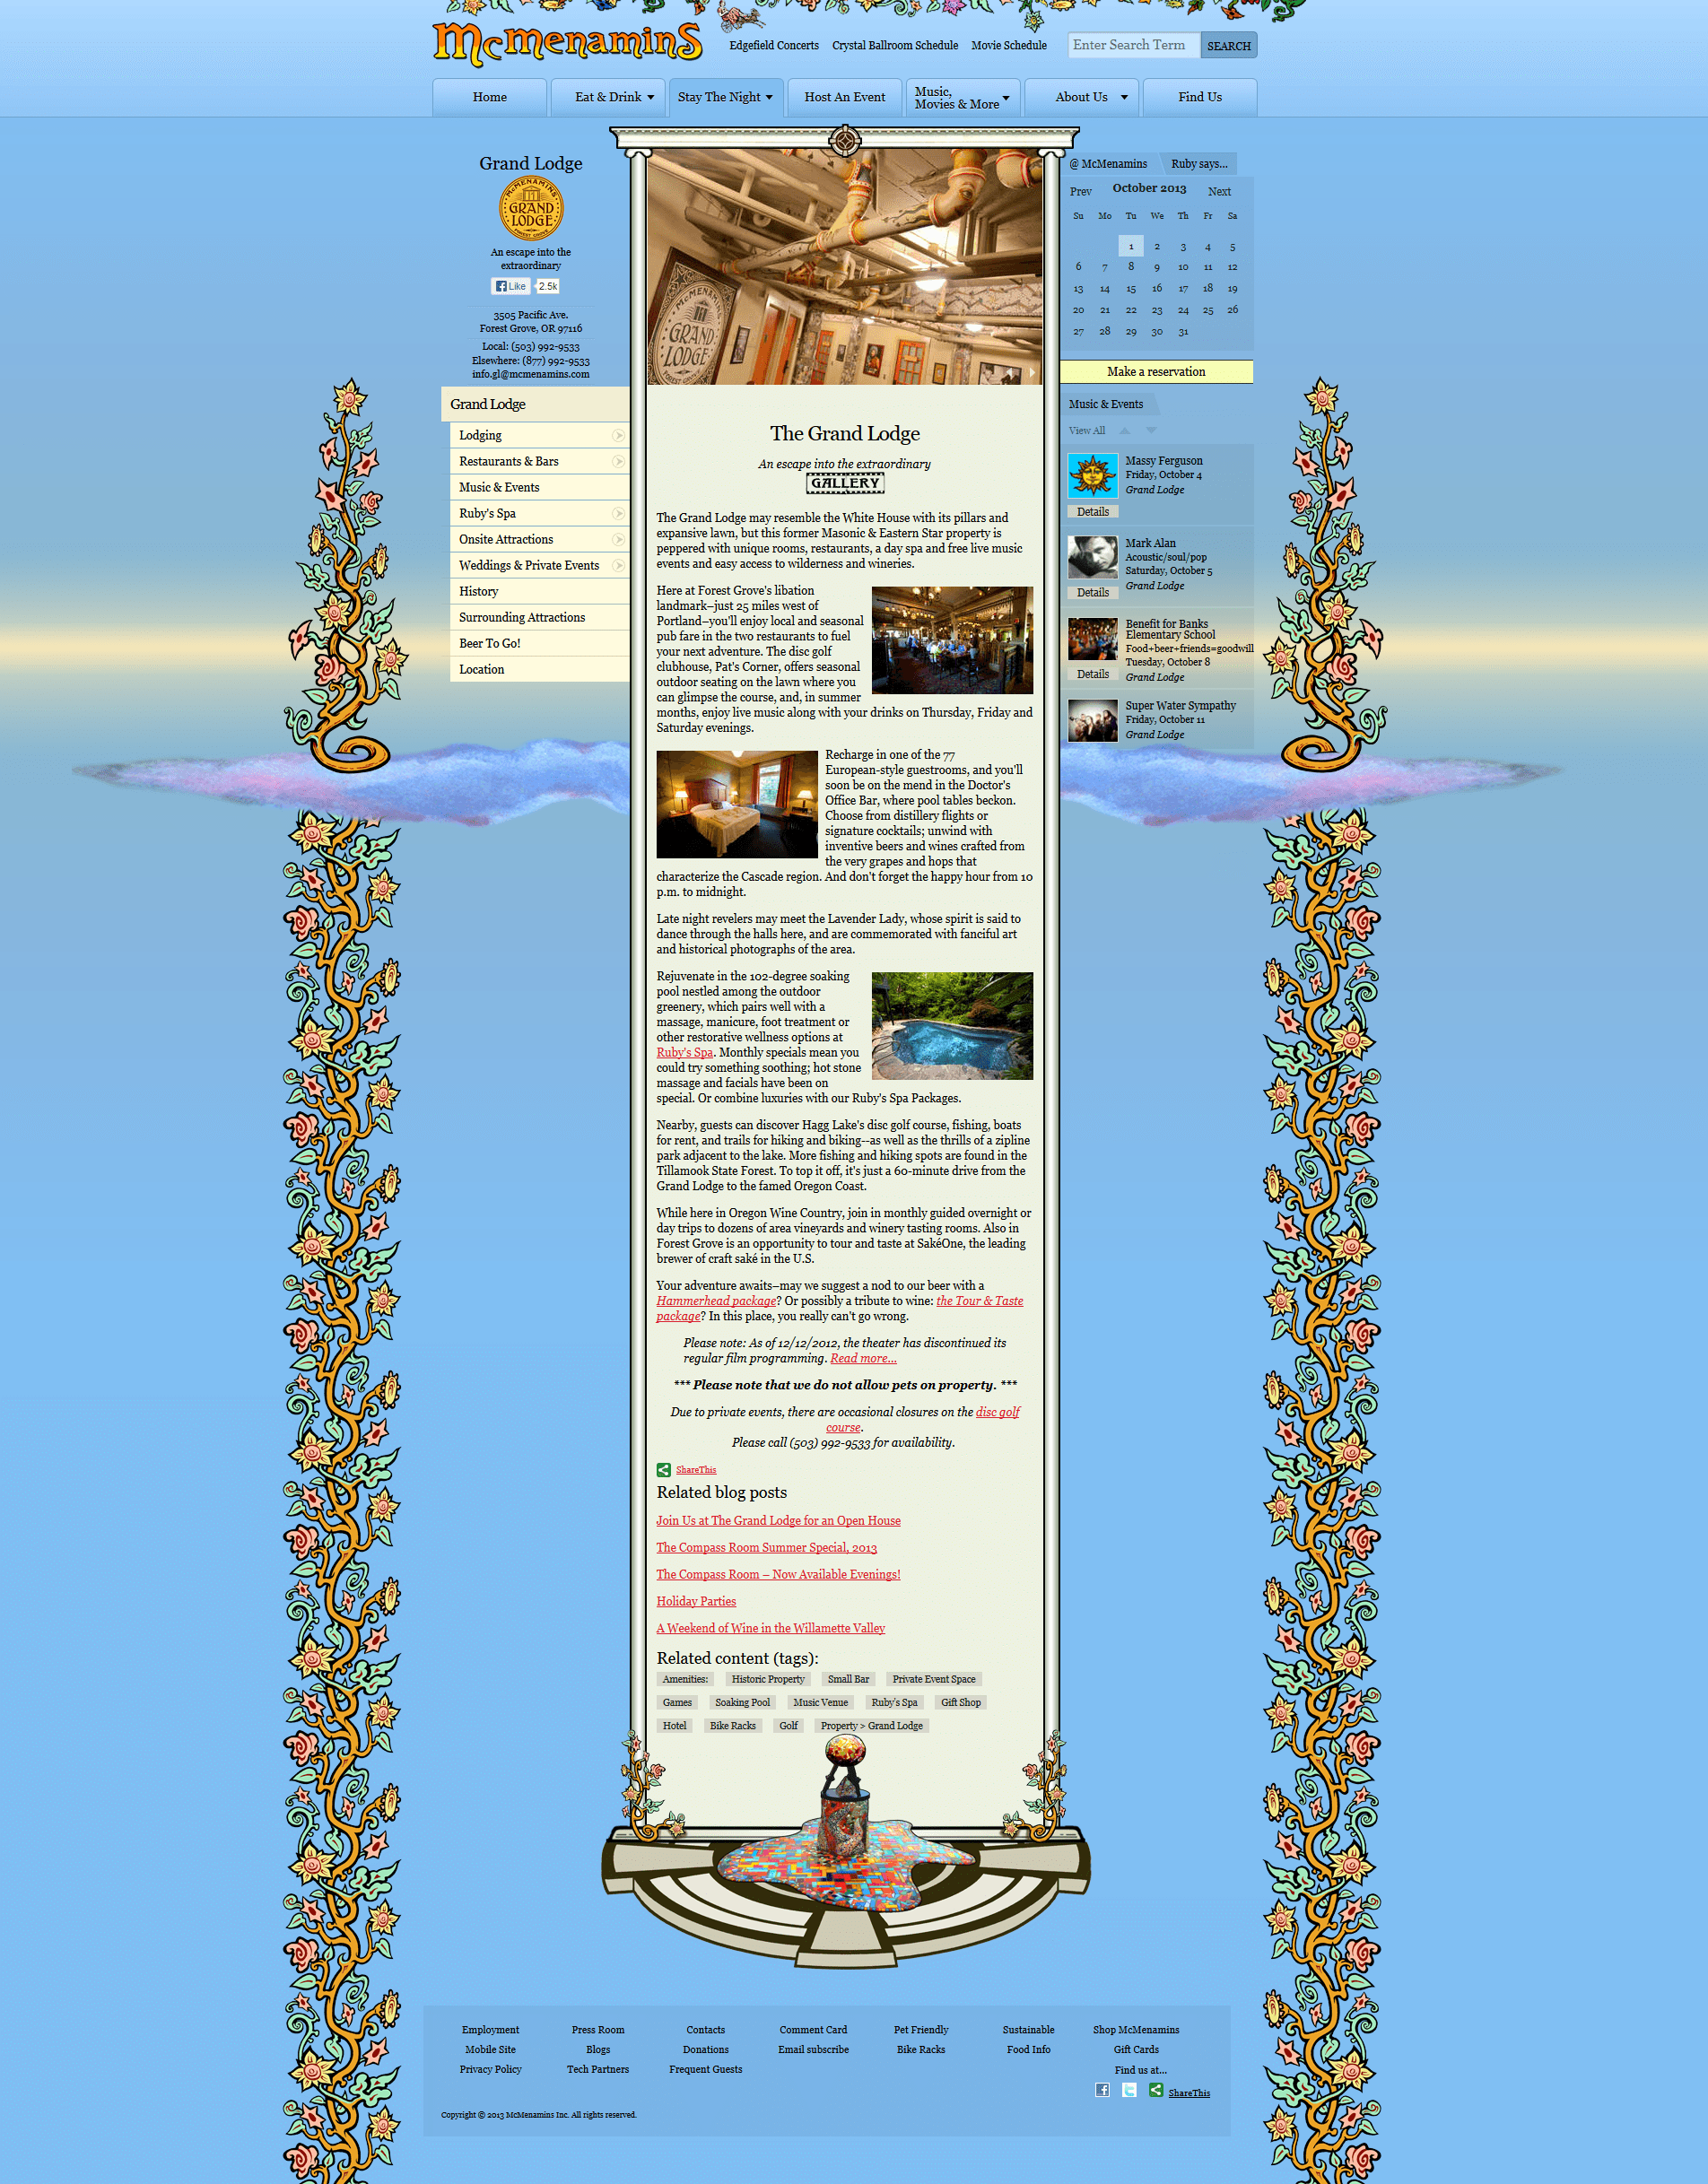 McMenaminS
Edgefield Concerts Crystal Ballroom Schedule Movie Schedule
Enter Search Term SEARCH
Home Eat & Drink Stay The Night Host An Event Music,
Movies & More About Us Find Us
Grand Lodge
McMENAMINS
GRAND
LODGE
FOREST GROVE
An escape into the
extraordinary
Like 2.5k
3505 Pacific Ave.
Forest Grove, OR 97116
Local: (503) 992-9533
Elsewhere: (877) 992-9533
info.gl@mcmenamins.com
Grand Lodge
Lodging
Restaurants & Bars
Music & Events
Ruby's Spa
Onsite Attractions
Weddings & Private Events
History
Surrounding Attractions
Beer To Go!
Location
McMENAMINS
GRAND
LODGE
FOREST GROVE
The Grand Lodge
An escape into the extraordinary
GALLERY
The Grand Lodge may resemble the White House with its pillars and
expansive lawn, but this former Masonic & Eastern Star property is
peppered with unique rooms, restaurants, a day spa and free live music
events and easy access to wilderness and wineries.
Here at Forest Grove's libation
landmark–just 25 miles west of
Portland–you'll enjoy local and seasonal
pub fare in the two restaurants to fuel
your next adventure. The disc golf
clubhouse, Pat's Corner, offers seasonal
outdoor seating on the lawn where you
can glimpse the course, and, in summer
months, enjoy live music along with your drinks on Thursday, Friday and
Saturday evenings.
Recharge in one of the 77
European-style guestrooms, and you'll
soon be on the mend in the Doctor's
Office Bar, where pool tables beckon.
Choose from distillery flights or
signature cocktails; unwind with
inventive beers and wines crafted from
the very grapes and hops that
characterize the Cascade region. And don't forget the happy hour from 10
p.m. to midnight.
Late night revelers may meet the Lavender Lady, whose spirit is said to
dance through the halls here, and are commemorated with fanciful art
and historical photographs of the area.
Rejuvenate in the 102-degree soaking
pool nestled among the outdoor
greenery, which pairs well with a
massage, manicure, foot treatment or
other restorative wellness options at
Ruby's Spa. Monthly specials mean you
could try something soothing; hot stone
massage and facials have been on
special. Or combine luxuries with our Ruby's Spa Packages.
Nearby, guests can discover Hagg Lake's disc golf course, fishing, boats
for rent, and trails for hiking and biking--as well as the thrills of a zipline
park adjacent to the lake. More fishing and hiking spots are found in the
Tillamook State Forest. To top it off, it's just a 60-minute drive from the
Grand Lodge to the famed Oregon Coast.
While here in Oregon Wine Country, join in monthly guided overnight or
day trips to dozens of area vineyards and winery tasting rooms. Also in
Forest Grove is an opportunity to tour and taste at SakéOne, the leading
brewer of craft saké in the U.S.
Your adventure awaits–may we suggest a nod to our beer with a
Hammerhead package? Or possibly a tribute to wine: the Tour & Taste
package? In this place, you really can't go wrong.
Please note: As of 12/12/2012, the theater has discontinued its
regular film programming. Read more...
*** Please note that we do not allow pets on property. ***
Due to private events, there are occasional closures on the disc golf
course.
Please call (503) 992-9533 for availability.
ShareThis
Related blog posts
Join Us at The Grand Lodge for an Open House
The Compass Room Summer Special, 2013
The Compass Room – Now Available Evenings!
Holiday Parties
A Weekend of Wine in the Willamette Valley
Related content (tags):
Amenities: Historic Property Small Bar Private Event Space
Games Soaking Pool Music Venue Ruby's Spa Gift Shop
Hotel Bike Racks Golf Property > Grand Lodge
@ McMenamins Ruby says...
Prev October 2013 Next
Su Mo Tu We Th Fr Sa
1 2 3 4 5
6 7 8 9 10 11 12
13 14 15 16 17 18 19
20 21 22 23 24 25 26
27 28 29 30 31
Make a reservation
Music & Events
View All
Massy Ferguson
Friday, October 4
Grand Lodge
Details
Mark Alan
Acoustic/soul/pop
Saturday, October 5
Grand Lodge
Details
Benefit for Banks
Elementary School
Food+beer+friends=goodwill
Tuesday, October 8
Grand Lodge
Details
Super Water Sympathy
Friday, October 11
Grand Lodge
Employment Press Room Contacts Comment Card Pet Friendly Sustainable Shop McMenamins
Mobile Site Blogs Donations Email subscribe Bike Racks Food Info Gift Cards
Privacy Policy Tech Partners Frequent Guests Find us at...
ShareThis
Copyright © 2013 McMenamins Inc. All rights reserved.